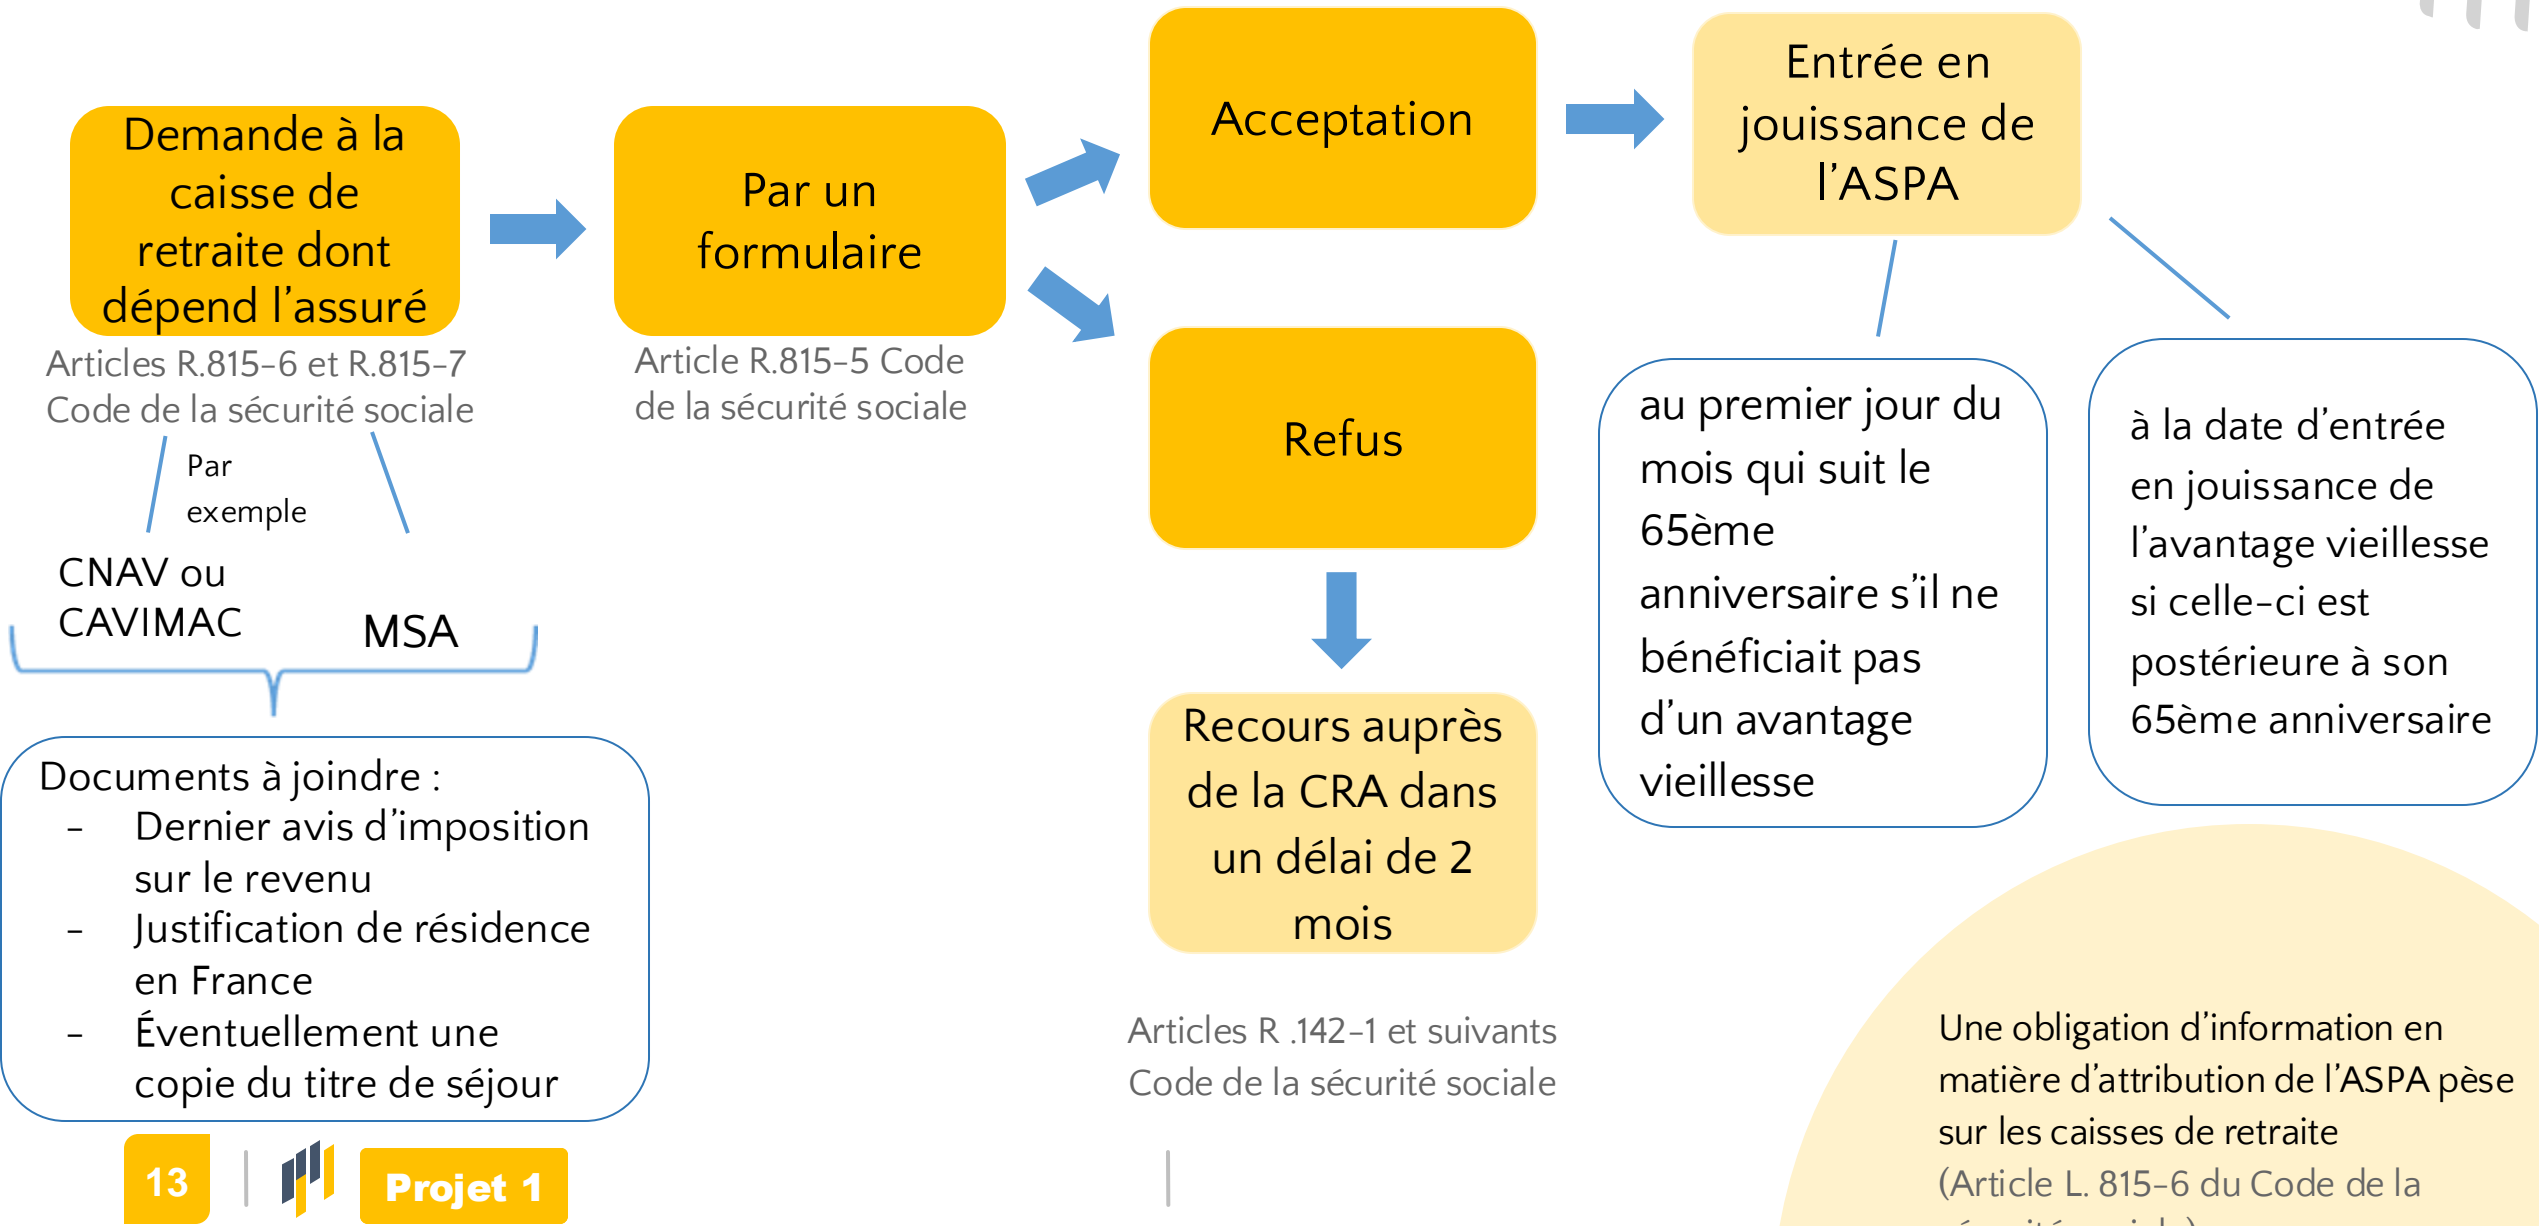 Demande à la
caisse de
retraite dont
dépend l'assuré
Articles R.815-6 et R.815-7
Code de la sécurité sociale
Par
exemple
CNAV ou
CAVIMAC
MSA
Documents à joindre :
- Dernier avis d'imposition
sur le revenu
- Justification de résidence
en France
- Éventuellement une
copie du titre de séjour
Par un
formulaire
Article R.815-5 Code
de la sécurité sociale
Acceptation
Refus
Recours auprès
de la CRA dans
un délai de 2
mois
Articles R .142-1 et suivants
Code de la sécurité sociale
Entrée en
jouissance de
l'ASPA
au premier jour du
mois qui suit le
65ème
anniversaire s'il ne
bénéficiait pas
d'un avantage
vieillesse
à la date d'entrée
en jouissance de
l'avantage vieillesse
si celle-ci est
postérieure à son
65ème anniversaire
Une obligation d'information en
matière d'attribution de l'ASPA pèse
sur les caisses de retraite
(Article L. 815-6 du Code de la
13
Projet 1